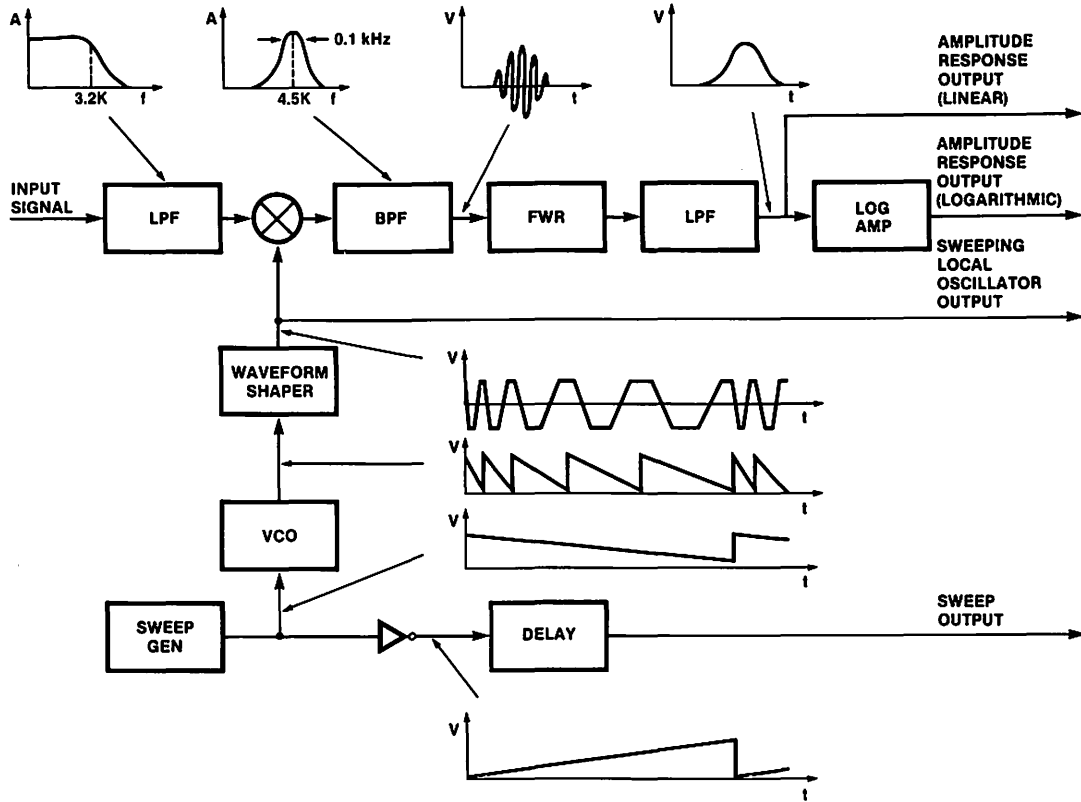 A
3.2K
f
A
0.1 kHz
4.5K
f
V
t
V
t
AMPLITUDE
RESPONSE
OUTPUT
(LINEAR)
INPUT
SIGNAL
LPF
BPF
FWR
LPF
LOG
AMP
AMPLITUDE
RESPONSE
OUTPUT
(LOGARITHMIC)
SWEEPING
LOCAL
OSCILLATOR
OUTPUT
WAVEFORM
SHAPER
V
t
V
t
VCO
V
t
SWEEP
GEN
DELAY
SWEEP
OUTPUT
V
t